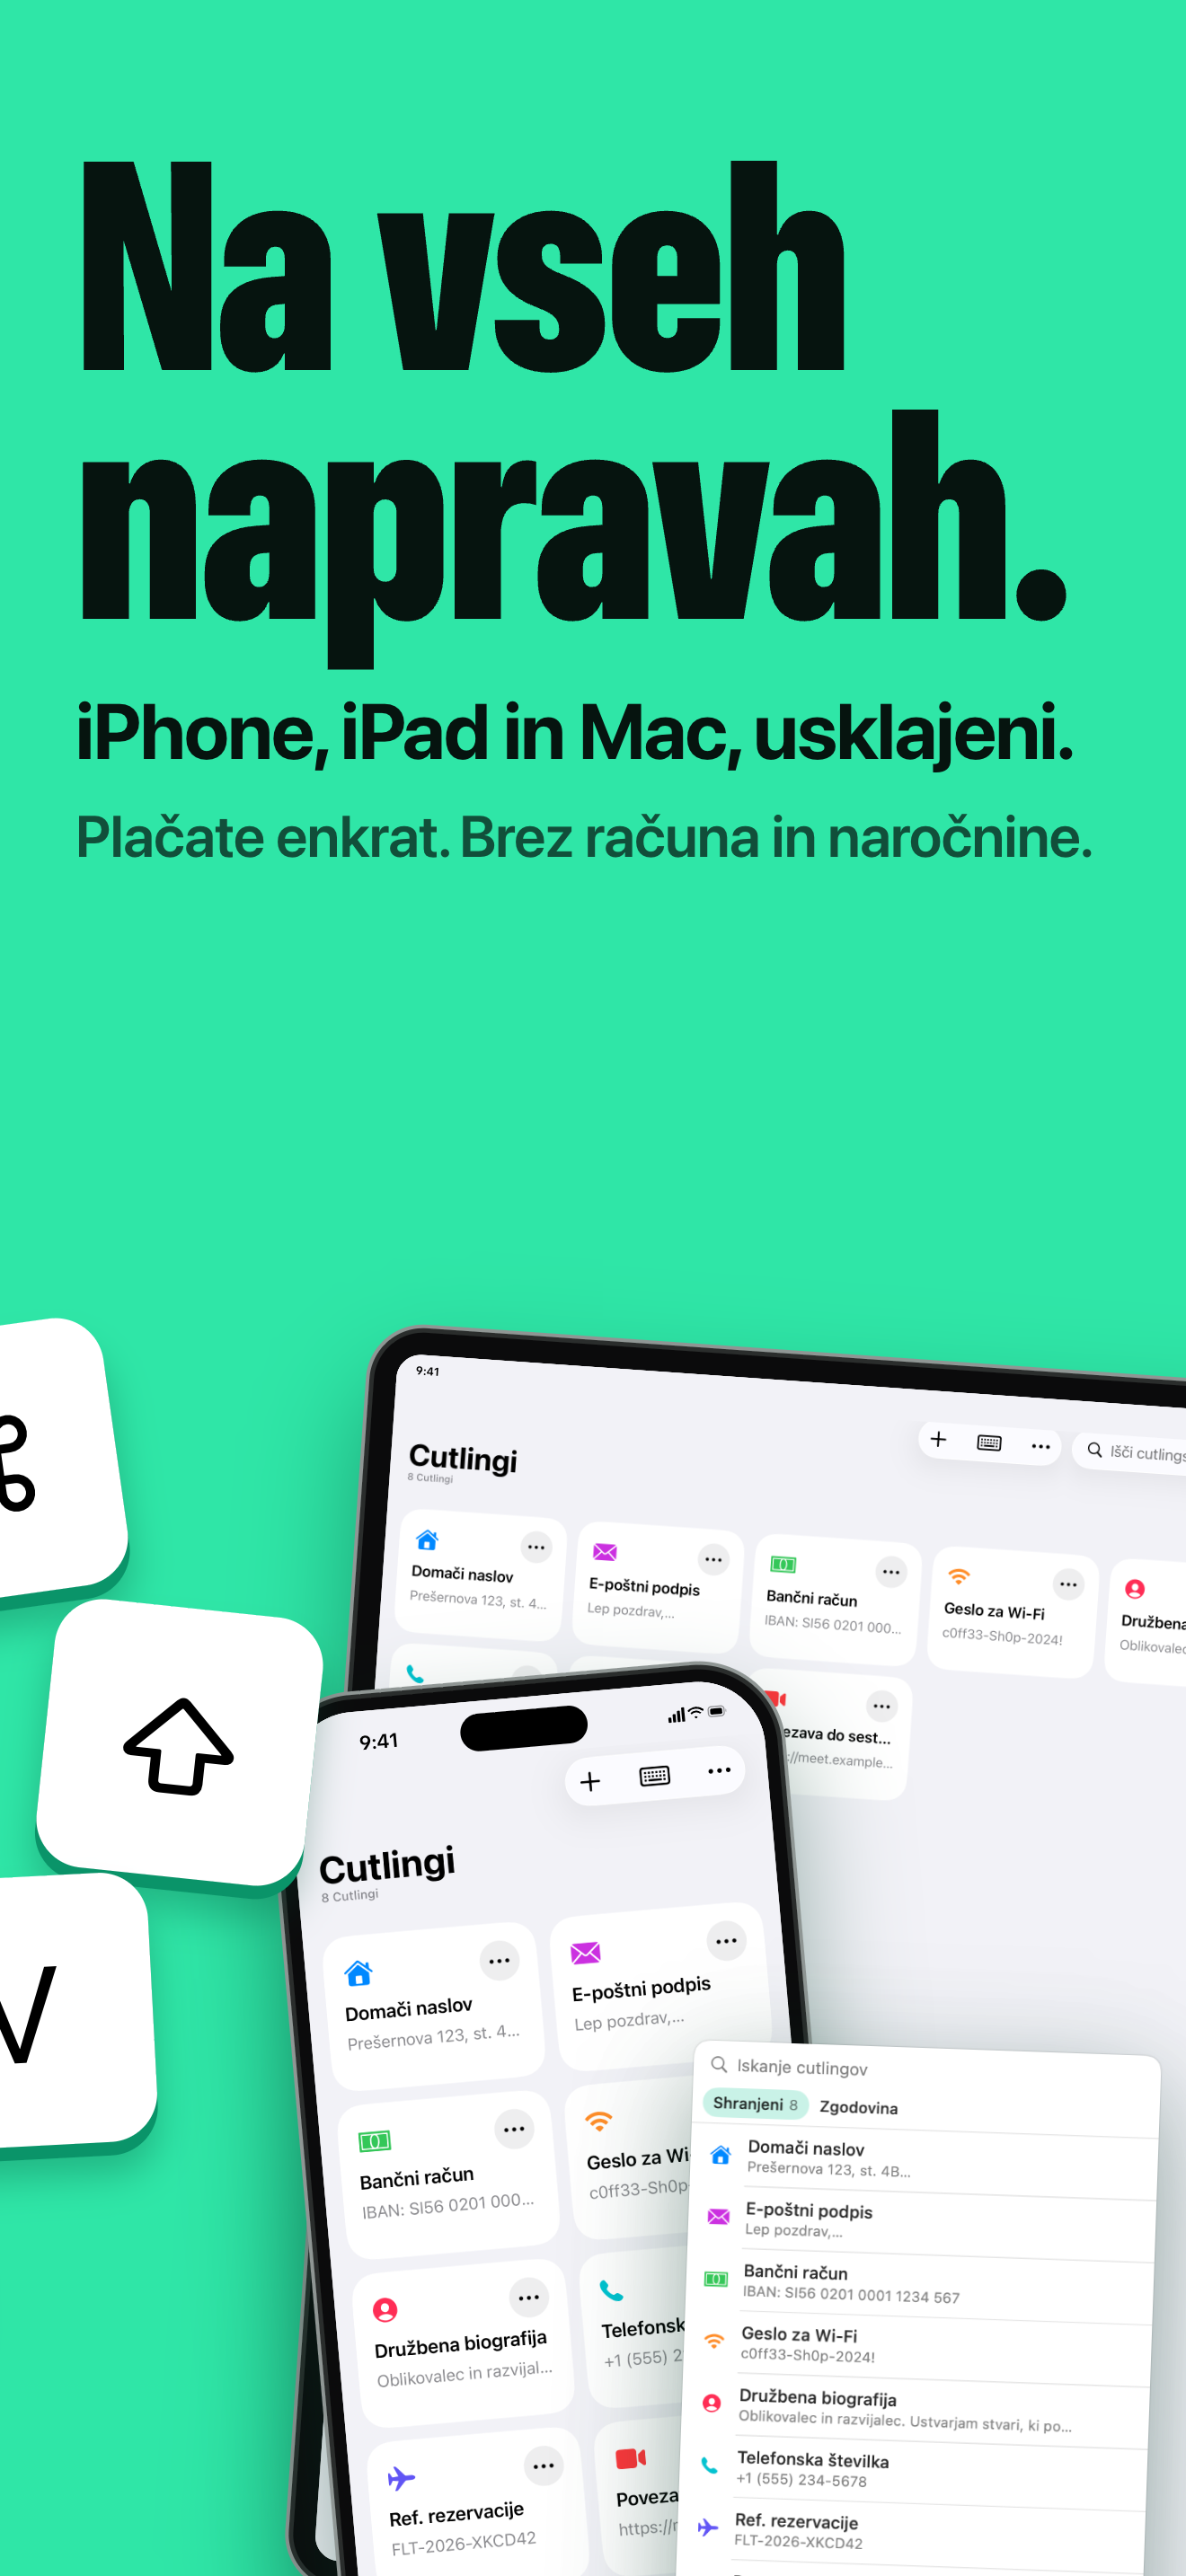 Na vseh
napravah.
iPhone, iPad in Mac, usklajeni.
Plačate enkrat. Brez računa in naročnine.
9:41
Cutlingi
8 Cutlingi
Išči cutlings
Domači naslov
Prešernova 123, st. 4...
E-poštni podpis
Lep pozdrav,...
Bančni račun
IBAN: SI56 0201 000...
Geslo za Wi-Fi
c0ff33-Sh0p-2024!
Družbena
Oblikovalec
ezava do sest...
://meet.example...
⌘
V
9:41
Cutlingi
8 Cutlingi
Domači naslov
Prešernova 123, st. 4...
E-poštni podpis
Lep pozdrav,...
Bančni račun
IBAN: SI56 0201 000...
Geslo za Wi-
c0ff33-Sh0p-
Družbena biografija
Oblikovalec in razvijal...
Telefonsk
+1 (555) 2
Ref. rezervacije
FLT-2026-XKCD42
Poveza
https://
Iskanje cutlingov
Shranjeni 8
Zgodovina
Domači naslov
Prešernova 123, st. 4B...
E-poštni podpis
Lep pozdrav,...
Bančni račun
IBAN: SI56 0201 0001 1234 567
Geslo za Wi-Fi
c0ff33-Sh0p-2024!
Družbena biografija
Oblikovalec in razvijalec. Ustvarjam stvari, ki po...
Telefonska številka
+1 (555) 234-5678
Ref. rezervacije
FLT-2026-XKCD42